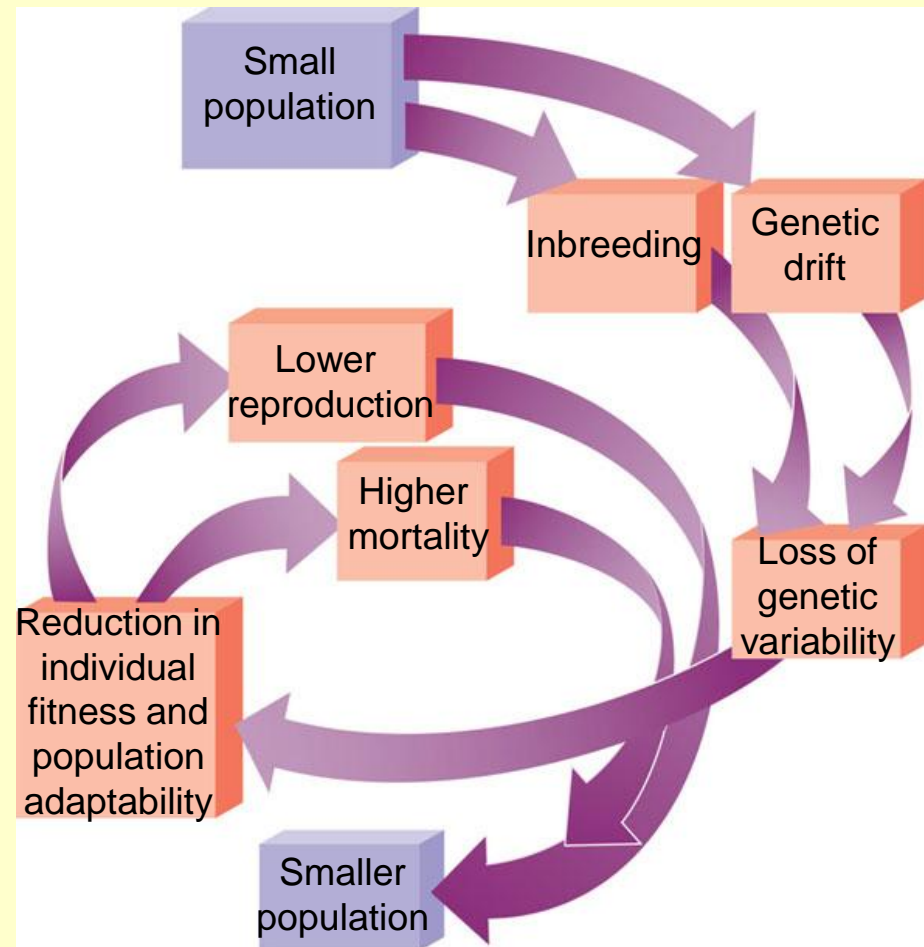 Small
population
Inbreeding
Genetic
drift
Lower
reproduction
Higher
mortality
Loss of
genetic
variability
Reduction in
individual
fitness and
population
adaptability
Smaller
population